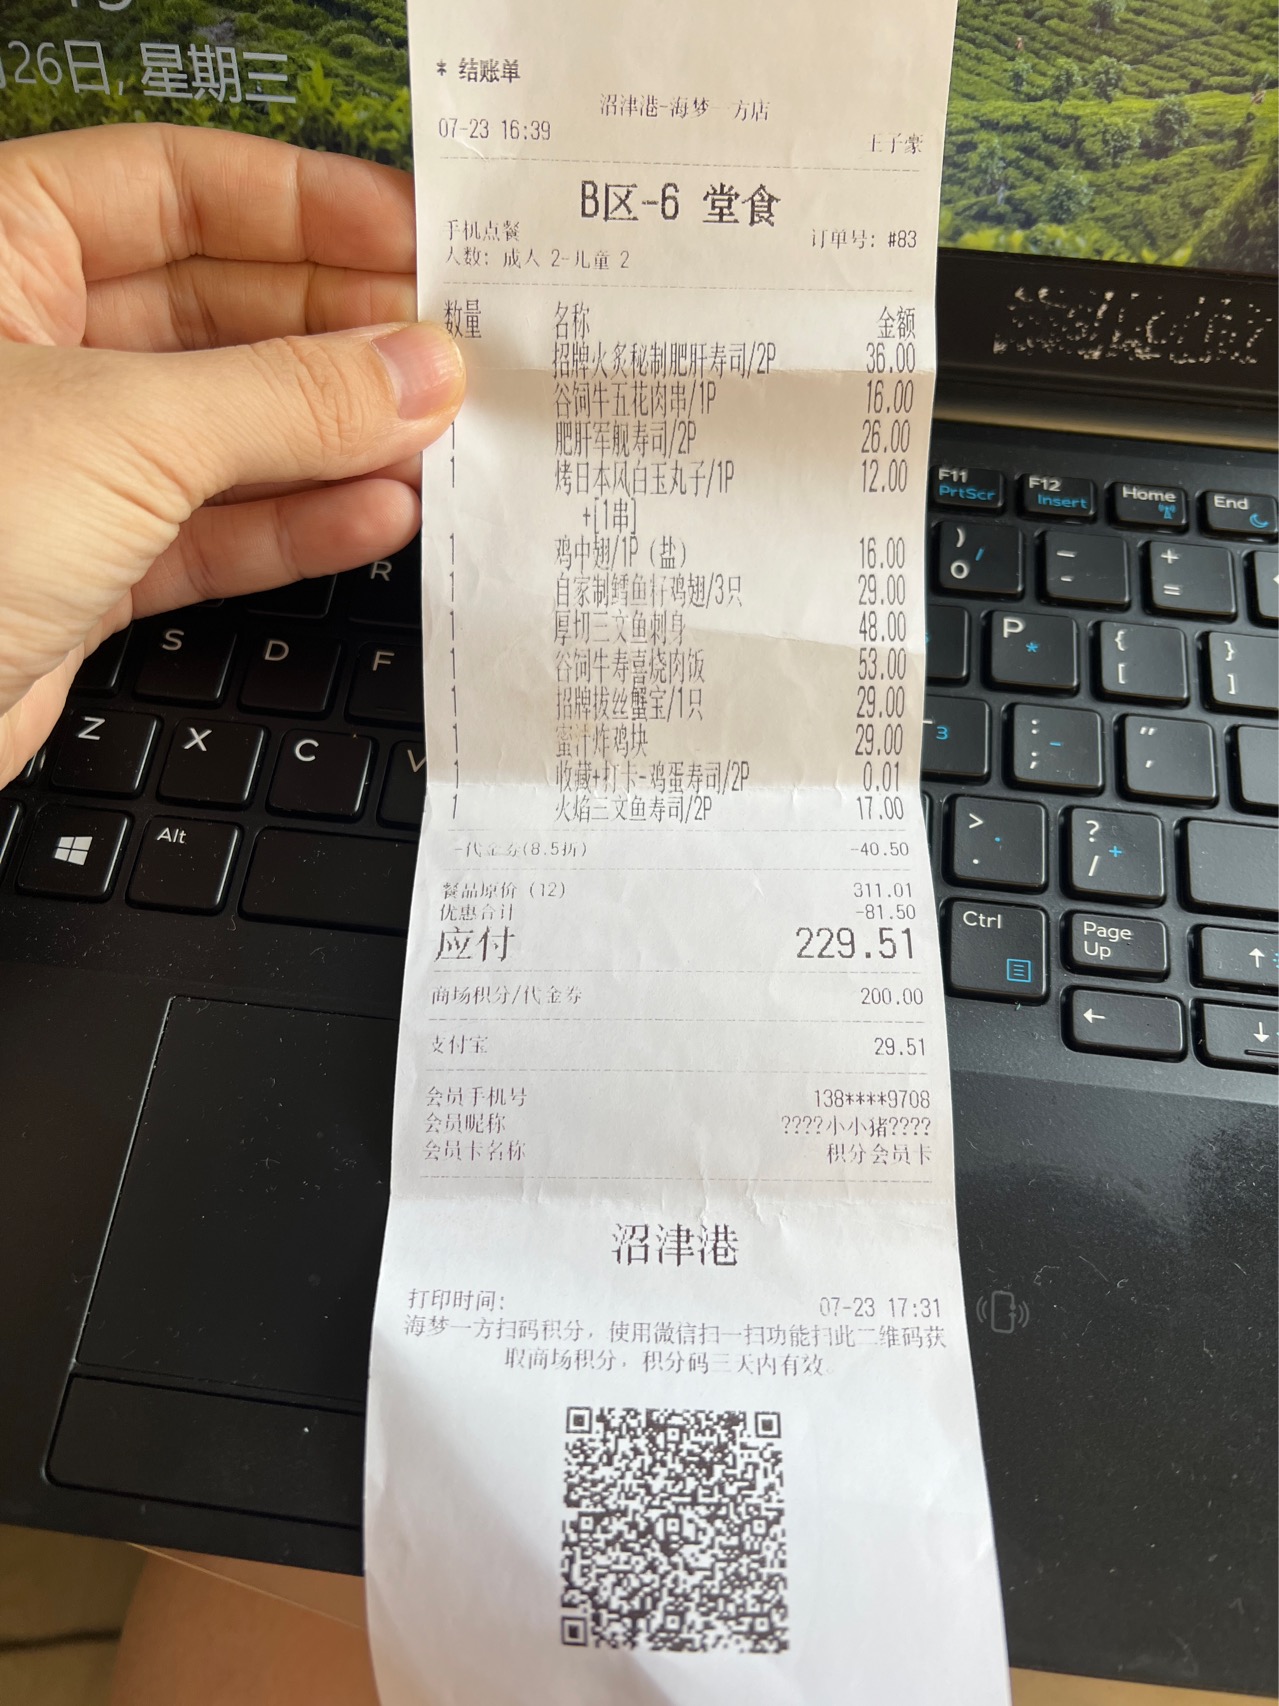 26日, 星期三
* 结账单
沼津港-海梦一方店
07-23 16:39 王子豪
B区-6 堂食
手机点餐 订单号: #83
人数: 成人 2-儿童 2
数量 名称 金额
招牌火炙秘制肥肝寿司/2P 36.00
谷饲牛五花肉串/1P 16.00
1 肥肝军舰寿司/2P 26.00
1 烤日本风白玉丸子/1P 12.00
+[1串]
1 鸡中翅/1P (盐) 16.00
1 自家制鳕鱼籽鸡翅/3只 29.00
1 厚切三文鱼刺身 48.00
1 谷饲牛寿喜烧肉饭 53.00
1 招牌拔丝蟹宝/1只 29.00
1 蜜汁炸鸡块 29.00
1 收藏+打卡-鸡蛋寿司/2P 0.01
1 火焰三文鱼寿司/2P 17.00
-代金券(8.5折) -40.50
餐品原价 (12) 311.01
优惠合计 -81.50
应付 229.51
商场积分/代金券 200.00
支付宝 29.51
会员手机号 138****9708
会员昵称 ????小小猪????
会员卡名称 积分会员卡
沼津港
打印时间: 07-23 17:31
海梦一方扫码积分, 使用微信扫一扫功能扫此二维码获
取商场积分, 积分码三天内有效。
F11 F12 Home End
PrtScr Insert
) 0 - - + =
R
S D F P * { [ } ]
Z X C V 3 : ; - " '
Alt > . ? / +
Ctrl Page Up ↑
← ↓